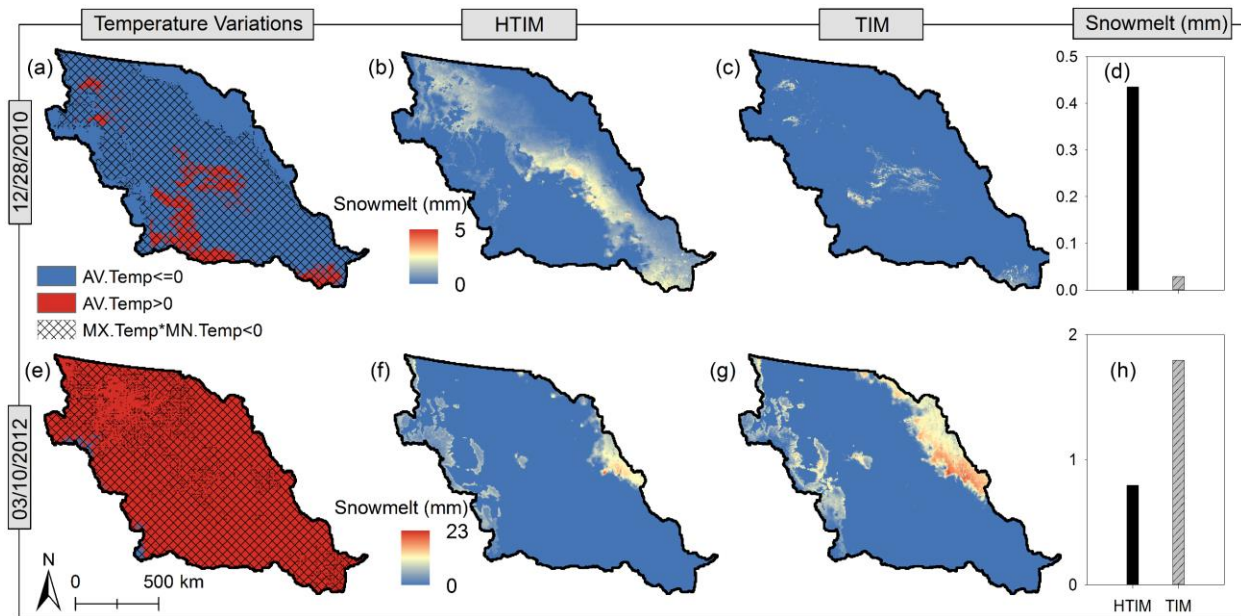 Temperature Variations
HTIM
TIM
Snowmelt (mm)
12/28/2010
(a)
(b)
(c)
(d)
0.5
0.4
0.3
0.2
0.1
0.0
Snowmelt (mm)
5
0
AV.Temp<=0
AV.Temp>0
MX.Temp*MN.Temp<0
03/10/2012
(e)
(f)
(g)
(h)
2
1
0
Snowmelt (mm)
23
0
N
0 500 km
HTIM TIM